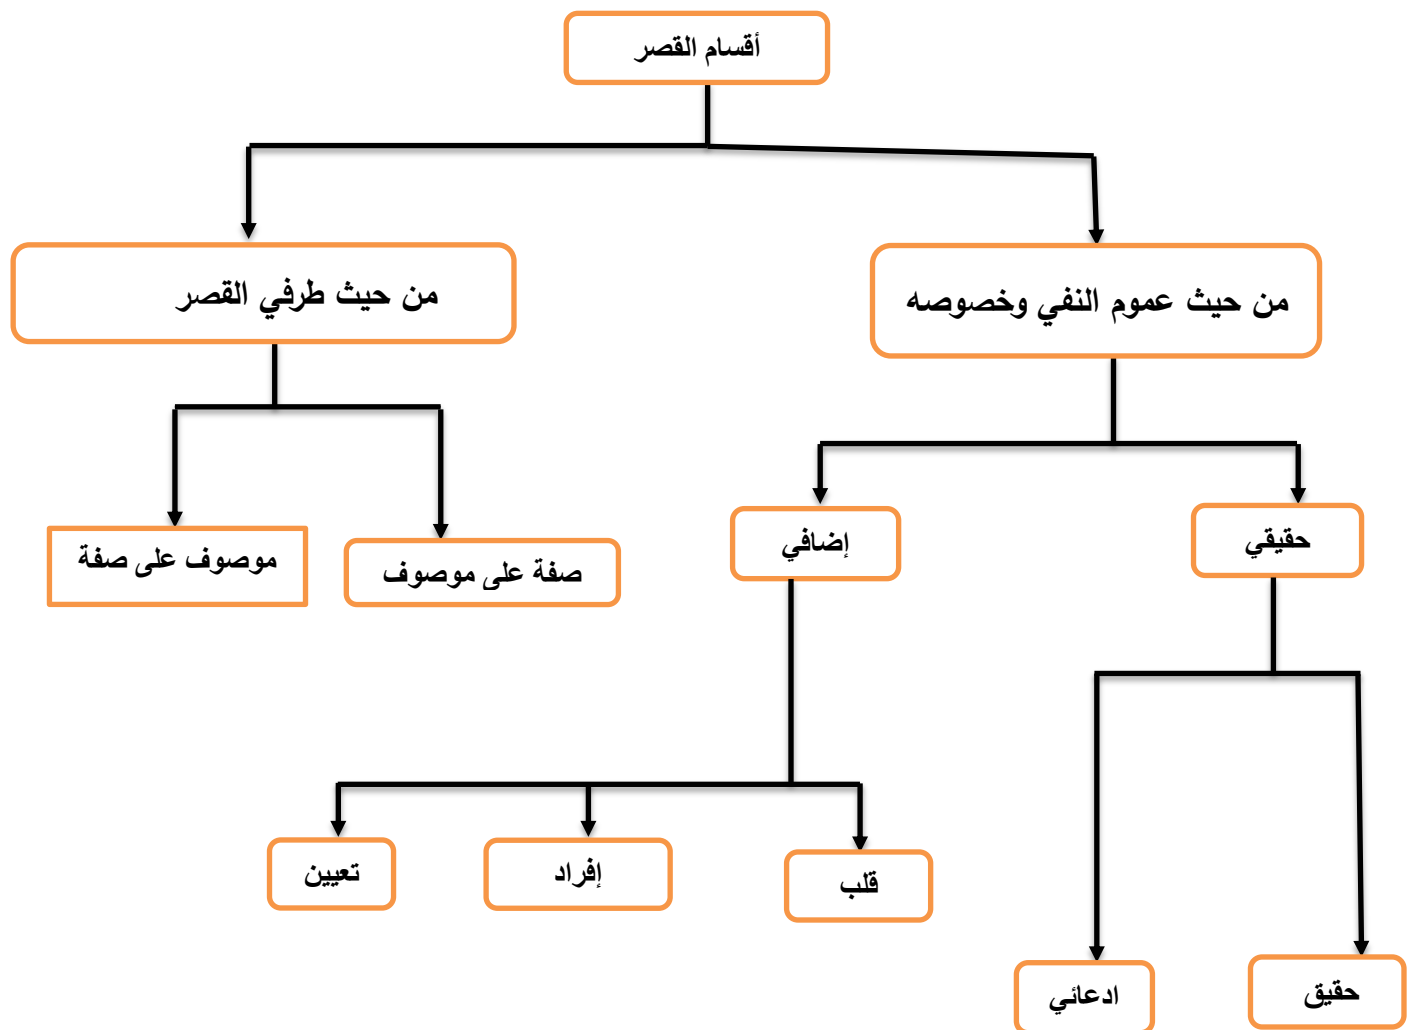 أقسام القصر
من حيث عموم النفي وخصوصه
من حيث طرفي القصر
حقيقي
إضافي
صفة على موصوف
موصوف على صفة
قلب
إفراد
تعيين
حقيق
ادعائي